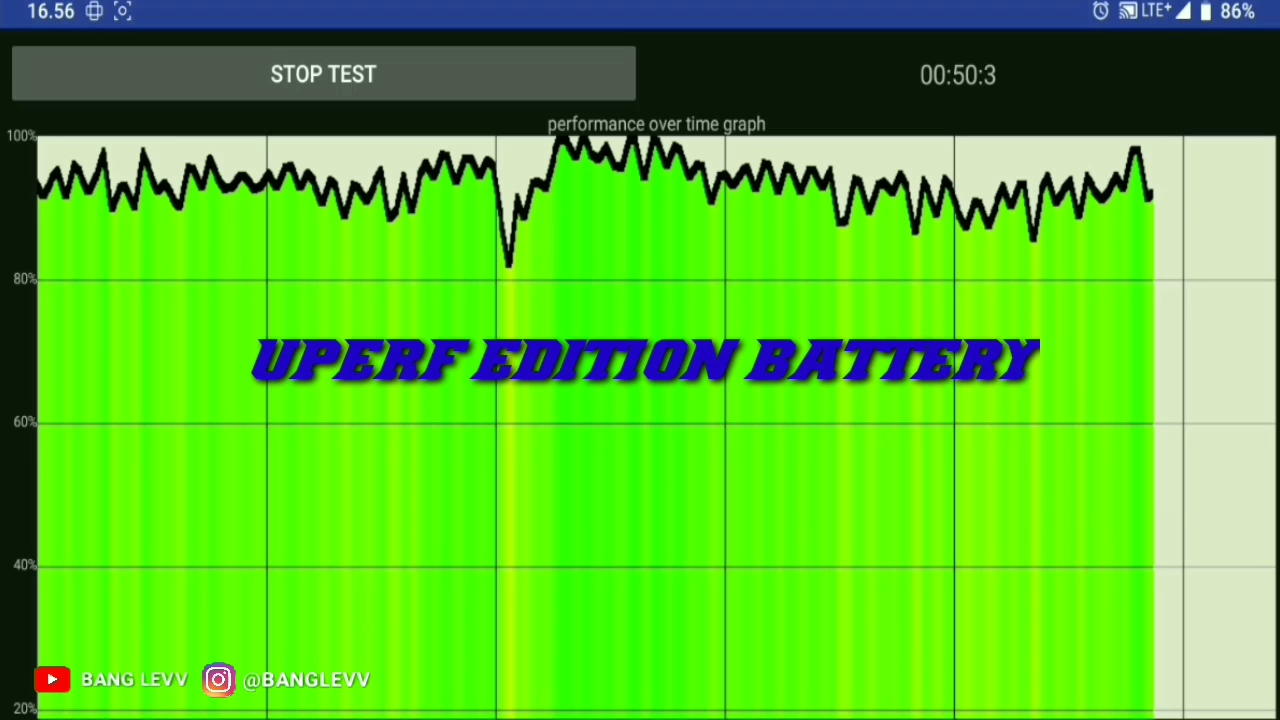 16.56 LTE+ 86%
STOP TEST 00:50:3
performance over time graph
100%
80%
UPERF EDITION BATTERY
60%
40%
BANG LEVV @BANGLEVV
20%